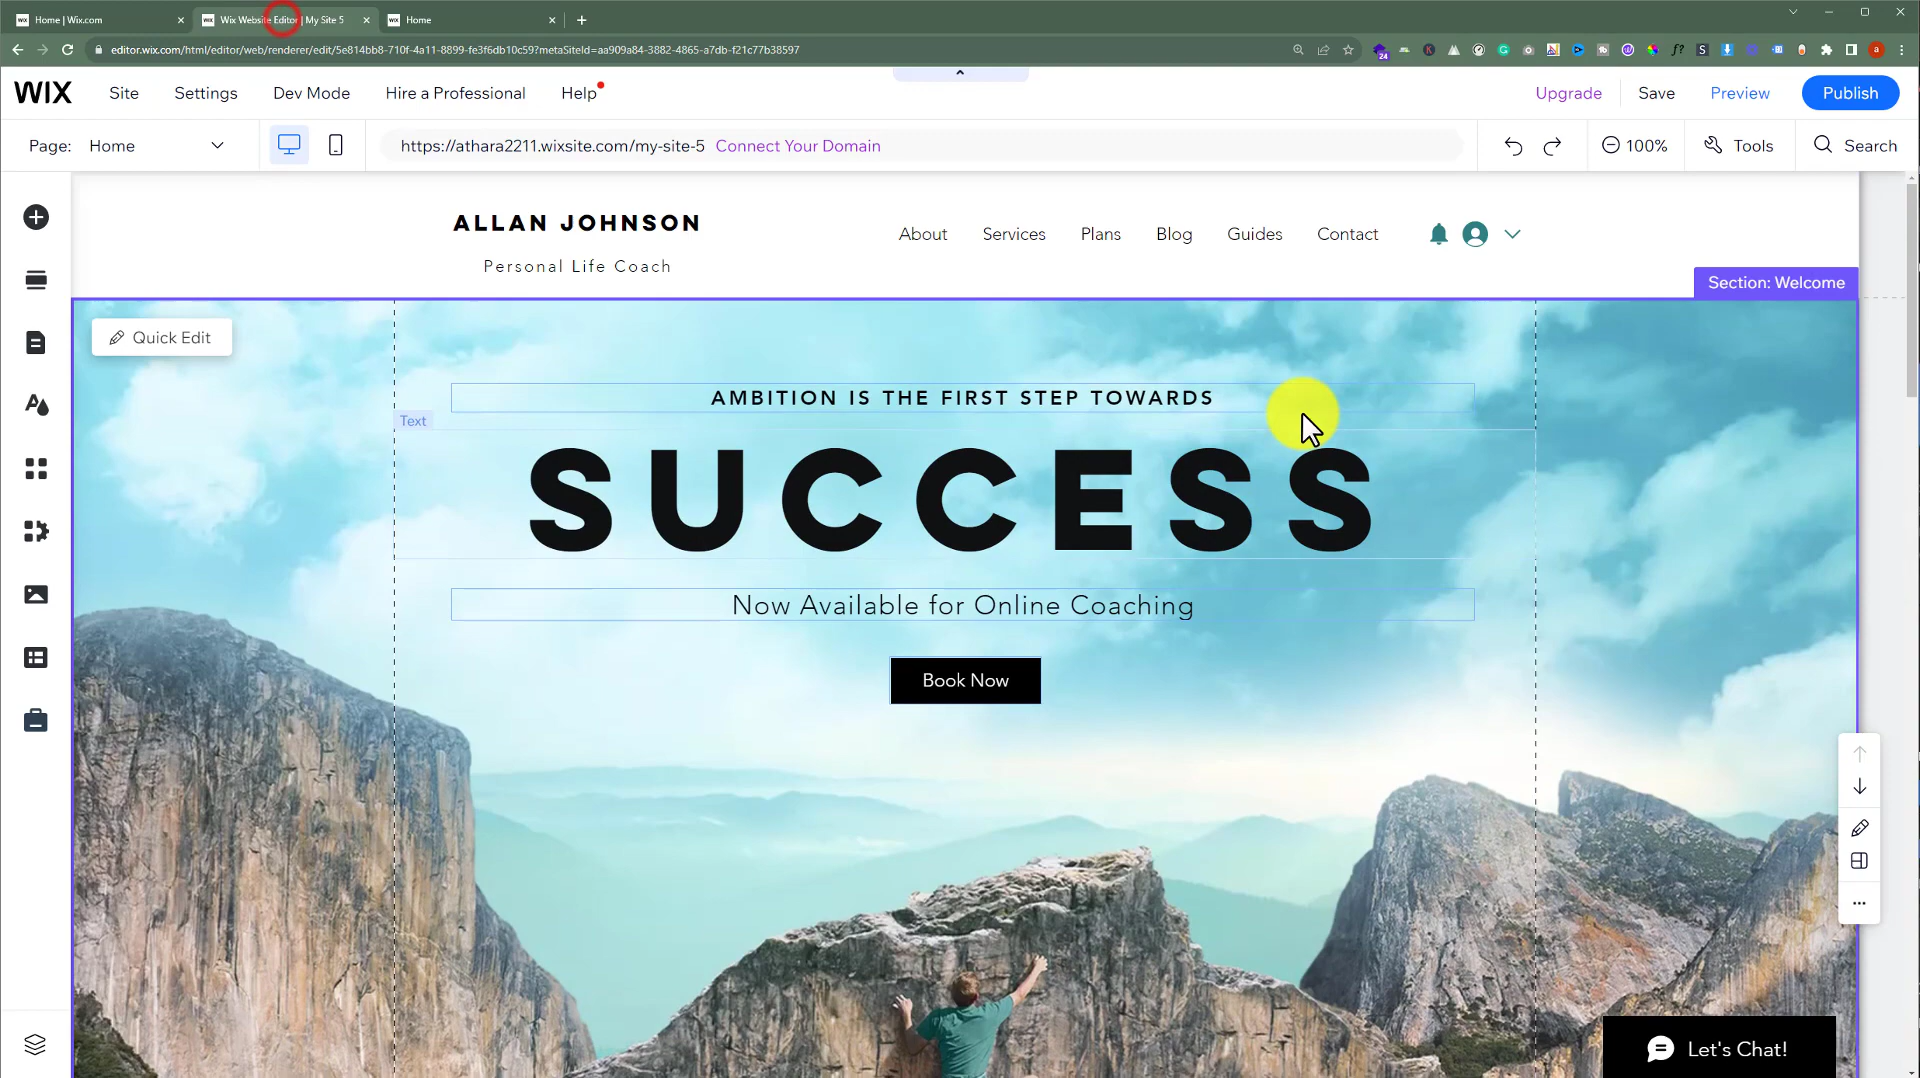 Home | Wix.com
Wix Website Editor | My Site 5
Home
editor.wix.com/html/editor/web/renderer/edit/5e814bb8-710f-4a11-8899-fe3f6db10c59?metaSiteId=aa909a84-3882-4865-a7db-f21c77b38597
24
a
WIX
Site
Settings
Dev Mode
Hire a Professional
Help
Upgrade
Save
Preview
Publish
Page: Home
https://athara2211.wixsite.com/my-site-5 Connect Your Domain
100%
Tools
Search
ALLAN JOHNSON
Personal Life Coach
About
Services
Plans
Blog
Guides
Contact
Section: Welcome
Quick Edit
AMBITION IS THE FIRST STEP TOWARDS
Text
SUCCESS
Now Available for Online Coaching
Book Now
Let's Chat!